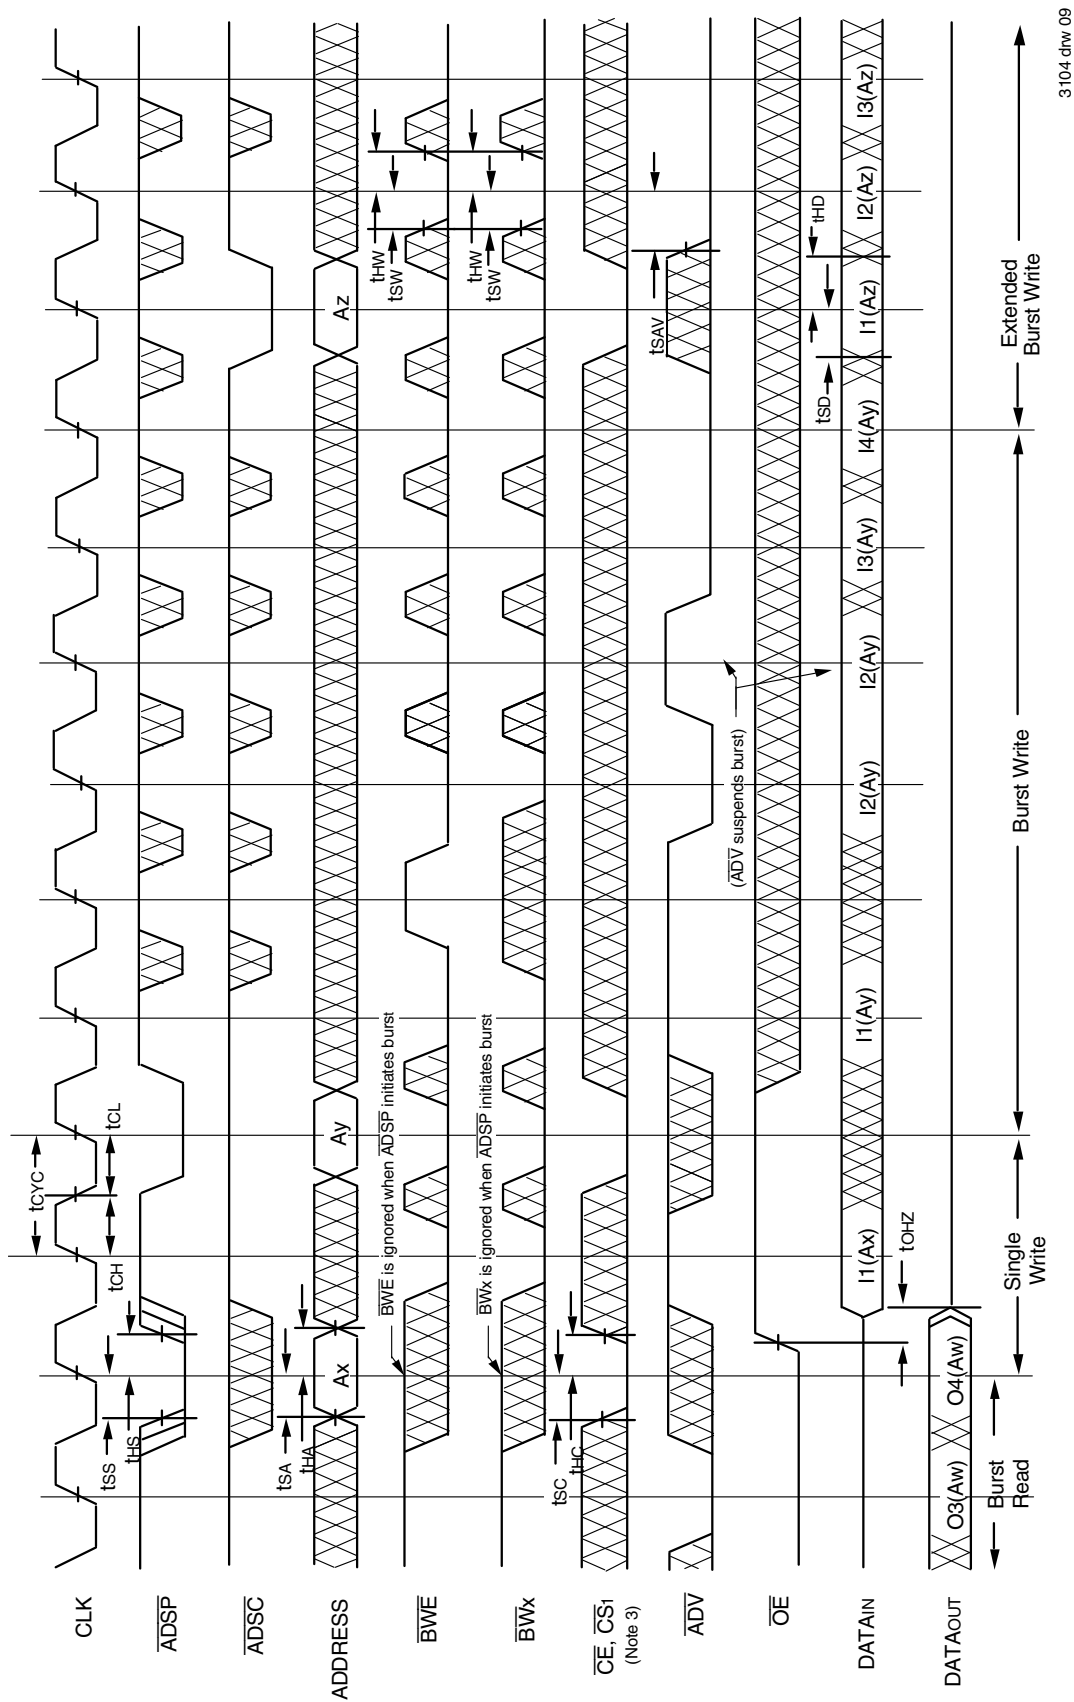 CLK
tCYC
tCH
tCL
tSS
tHS
ADSP
ADSC
tSA
tHA
ADDRESS
Ax
Ay
Az
BWE
BWE is ignored when ADSP initiates burst
tHW
tSW
BWx
BWx is ignored when ADSP initiates burst
tHW
tSW
tSC
tHC
CE, CS1
(Note 3)
ADV
tSAV
(ADV suspends burst)
OE
tOHZ
tSD
tHD
DATAIN
I1(Ax)
I1(Ay)
I2(Ay)
I2(Ay)
I3(Ay)
I4(Ay)
I1(Az)
I2(Az)
I3(Az)
DATAOUT
O3(Aw)
O4(Aw)
Burst
Read
Single
Write
Burst Write
Extended
Burst Write
3104 drw 09